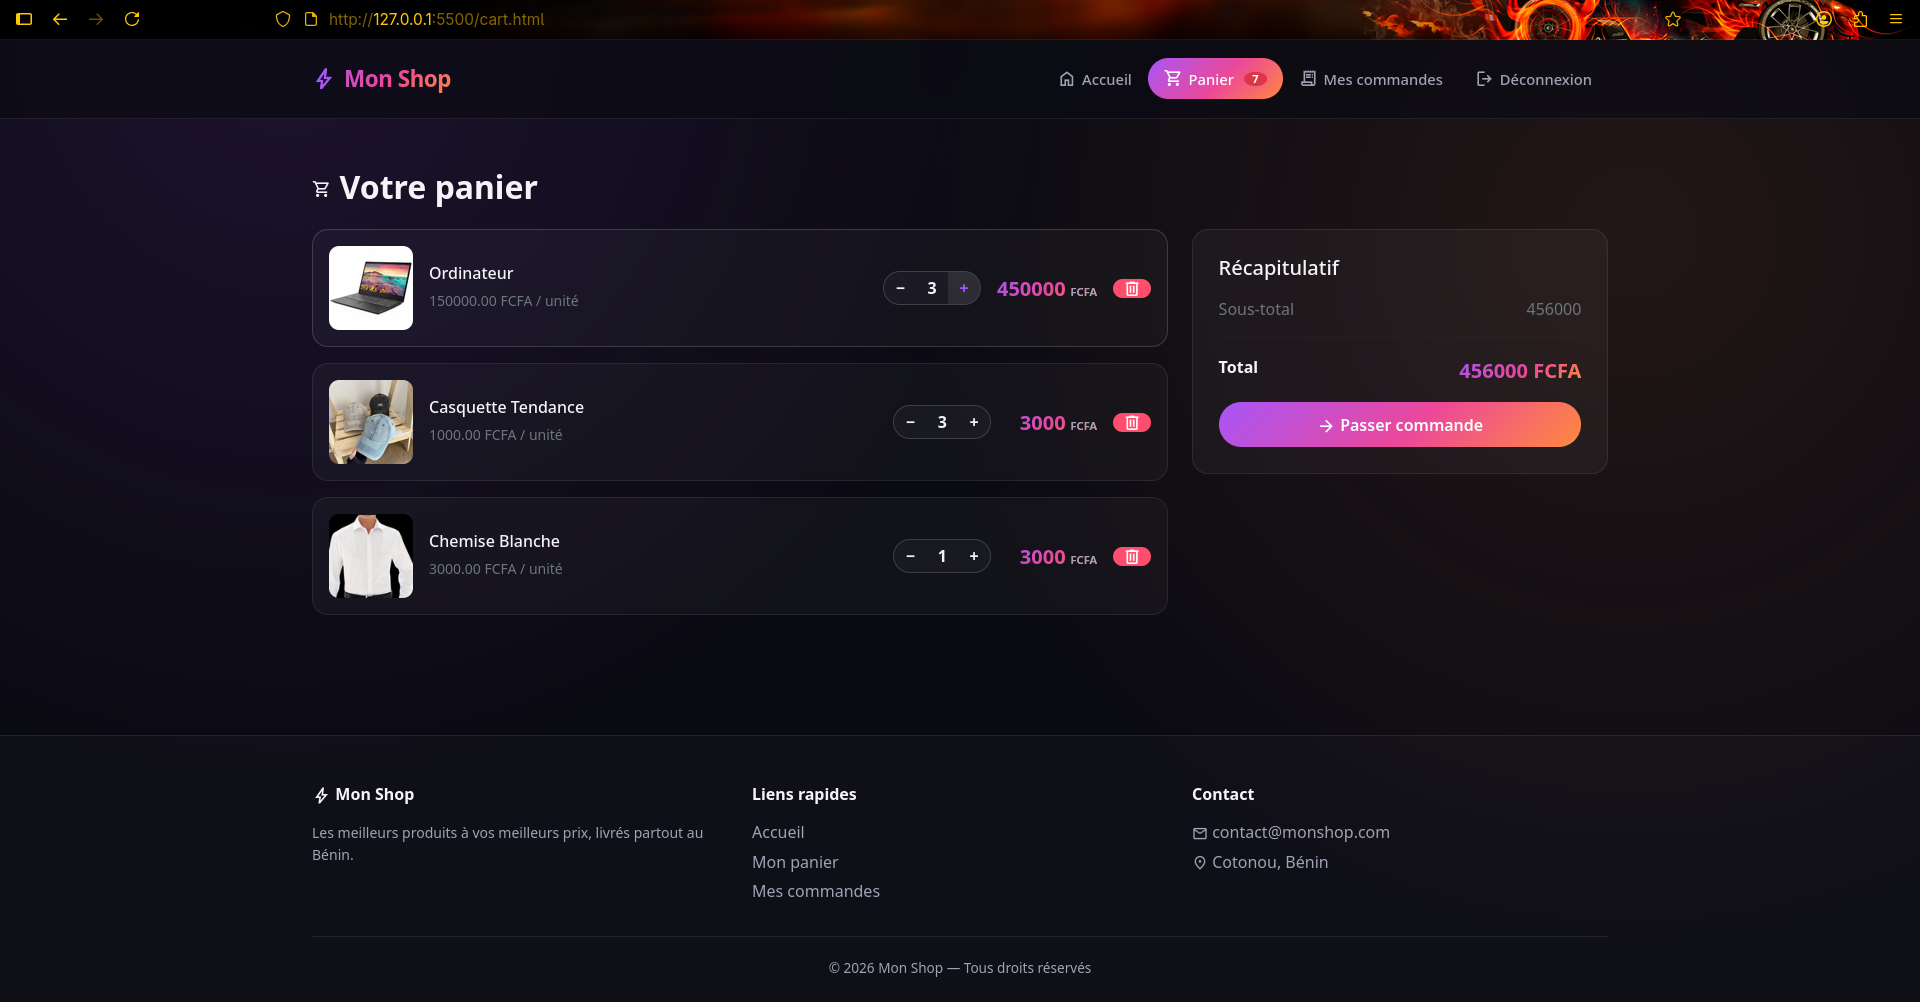 http://127.0.0.1:5500/cart.html
Mon Shop
Accueil
Panier 7
Mes commandes
Déconnexion
Votre panier
Ordinateur
150000.00 FCFA / unité
− 3 +
450000 FCFA
Casquette Tendance
1000.00 FCFA / unité
− 3 +
3000 FCFA
Chemise Blanche
3000.00 FCFA / unité
− 1 +
3000 FCFA
Récapitulatif
Sous-total 456000
Total 456000 FCFA
→ Passer commande
Mon Shop
Les meilleurs produits à vos meilleurs prix, livrés partout au
Bénin.
Liens rapides
Accueil
Mon panier
Mes commandes
Contact
contact@monshop.com
Cotonou, Bénin
© 2026 Mon Shop — Tous droits réservés